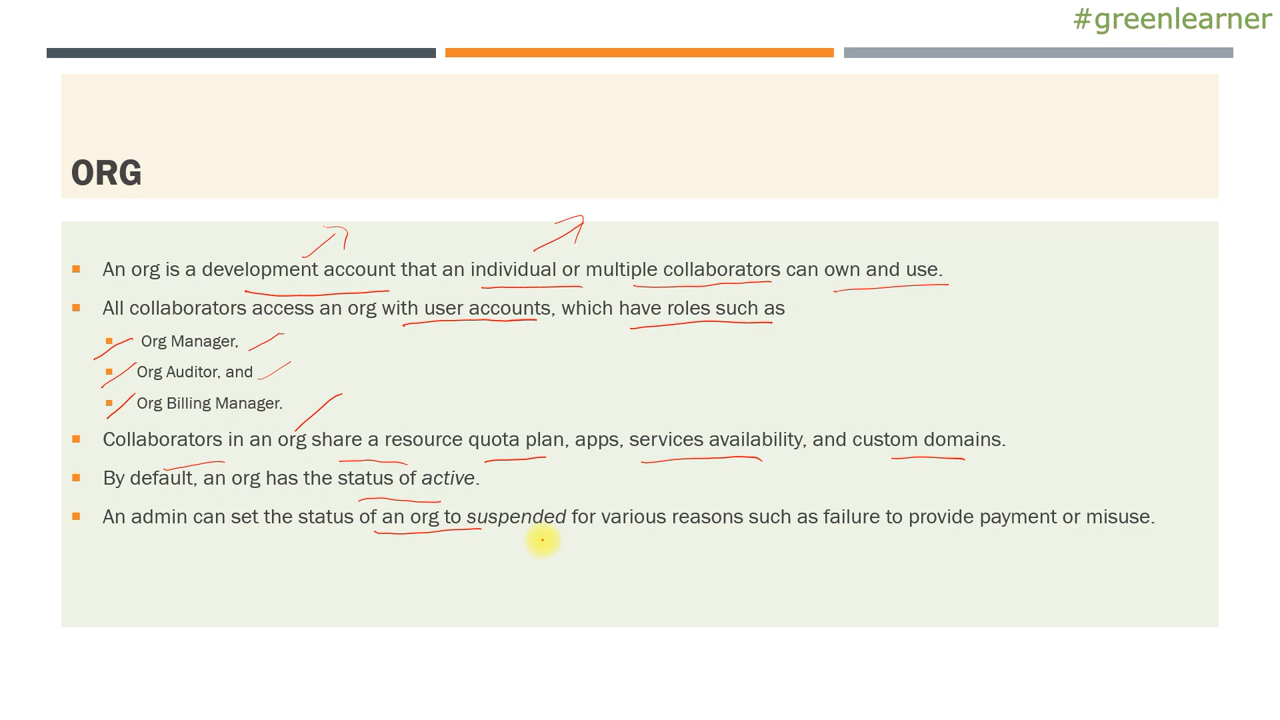 #greenlearner
ORG
An org is a development account that an individual or multiple collaborators can own and use.
All collaborators access an org with user accounts, which have roles such as
Org Manager,
Org Auditor, and
Org Billing Manager.
Collaborators in an org share a resource quota plan, apps, services availability, and custom domains.
By default, an org has the status of active.
An admin can set the status of an org to suspended for various reasons such as failure to provide payment or misuse.